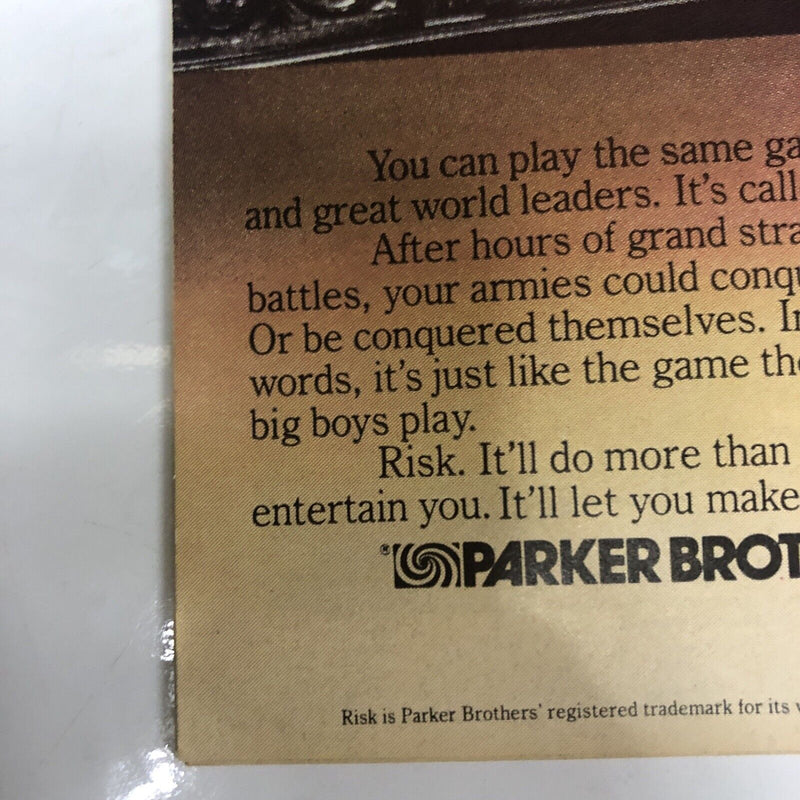 You can play the same ga
and great world leaders. It's call
After hours of grand stra
battles, your armies could conqu
Or be conquered themselves. In
words, it's just like the game the
big boys play.
Risk. It'll do more than
entertain you. It'll let you make
® PARKER BROT
Risk is Parker Brothers' registered trademark for its